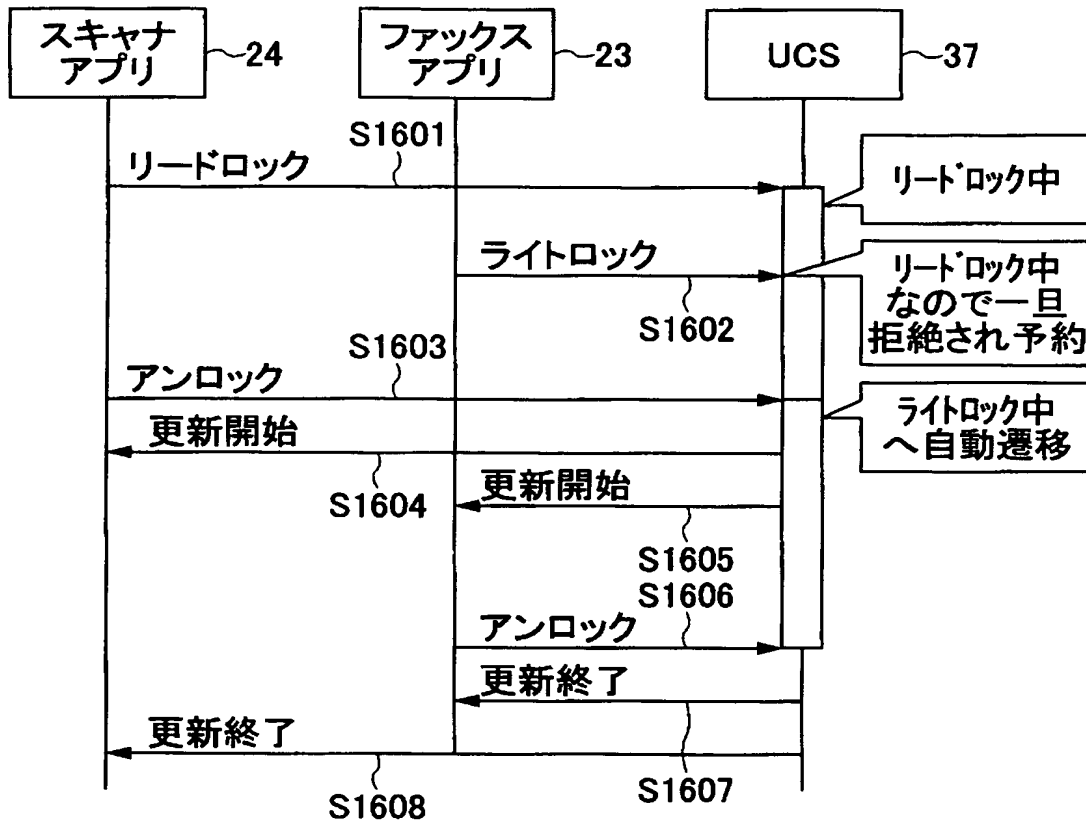 スキャナ
アプリ
24
ファックス
アプリ
23
UCS
37
S1601
リードロック
リードロック中
ライトロック
S1602
リードロック中
なので一旦
拒絶され予約
S1603
アンロック
ライトロック中
へ自動遷移
更新開始
S1604
更新開始
S1605
S1606
アンロック
更新終了
S1607
更新終了
S1608